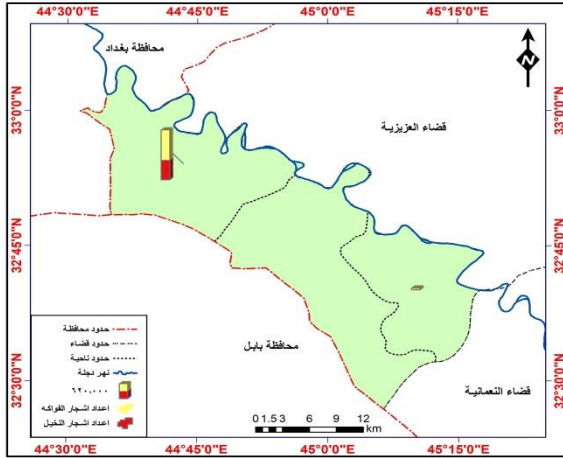 44°30'0"E 44°45'0"E 45°0'0"E 45°15'0"E
محافظة بغداد
N
33°0'0"N 33°0'0"N
قضاء العزيزية
32°45'0"N 32°45'0"N
محافظة بابل
حدود محافظة
حدود قضاء
حدود ناحية
نهر دجلة
٦٢٠,٠٠٠
اعداد اشجار الفواكه
اعداد اشجار النخيل
32°30'0"N 32°30'0"N
قضاء النعمانية
0 1.5 3 6 9 12
km
44°30'0"E 44°45'0"E 45°0'0"E 45°15'0"E